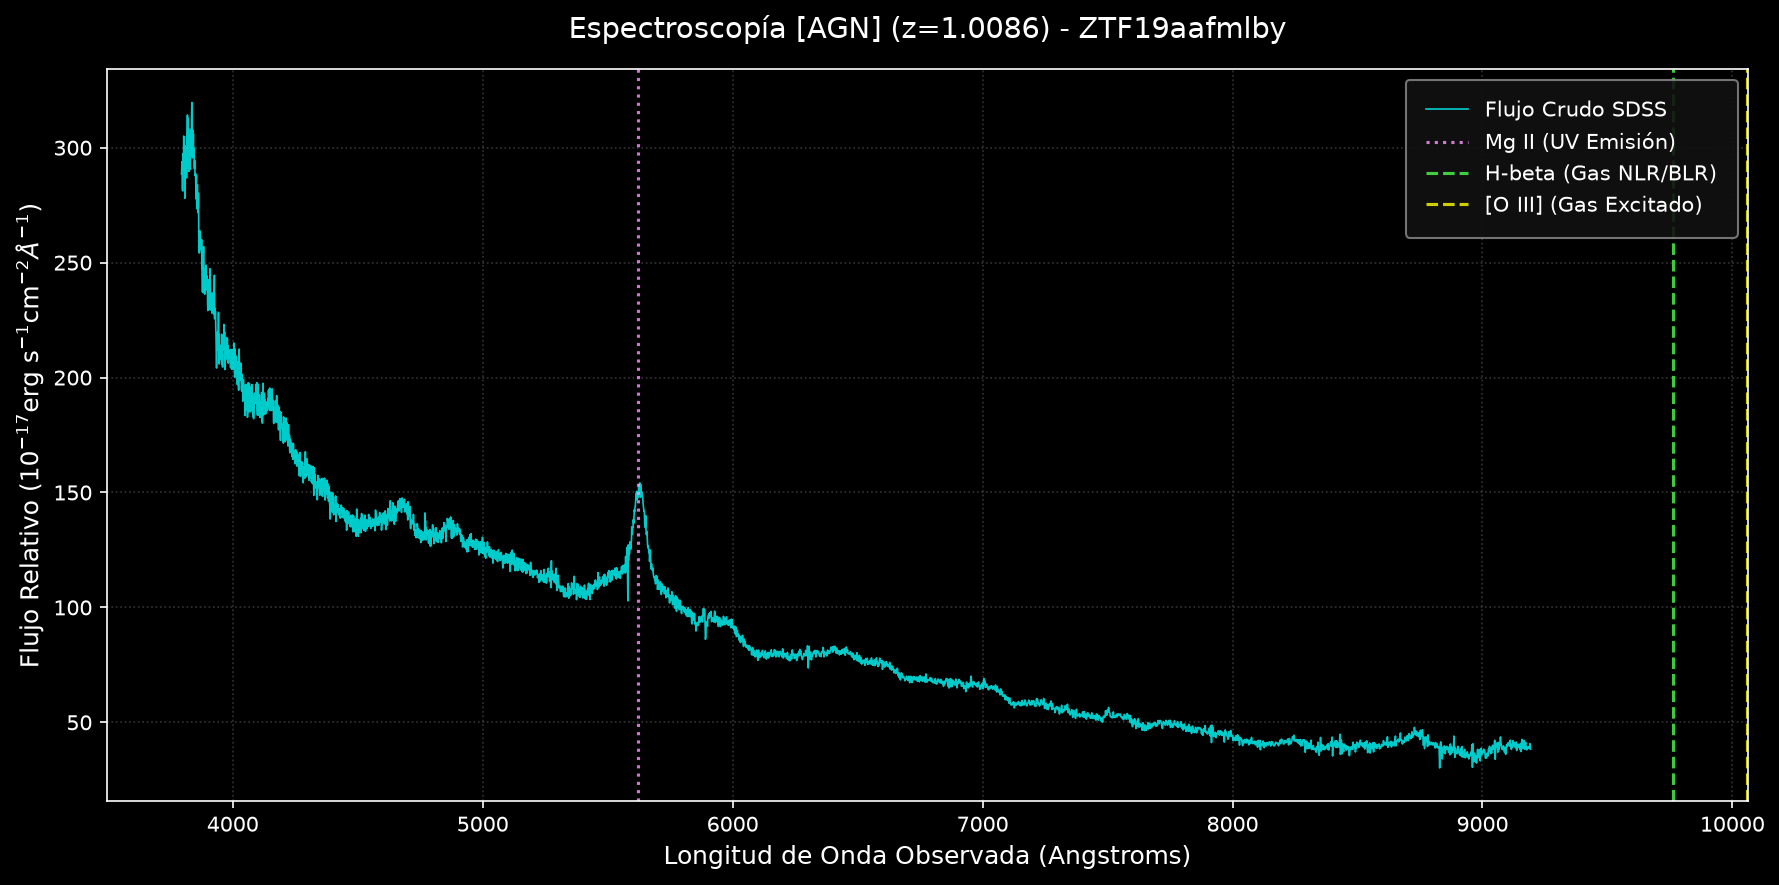 Espectroscopía [AGN] (z=1.0086) - ZTF19aafmlby
Flujo Crudo SDSS
Mg II (UV Emisión)
H-beta (Gas NLR/BLR)
[O III] (Gas Excitado)
Flujo Relativo (10⁻¹⁷erg s⁻¹cm⁻²Å⁻¹)
300
250
200
150
100
50
4000 5000 6000 7000 8000 9000 10000
Longitud de Onda Observada (Angstroms)